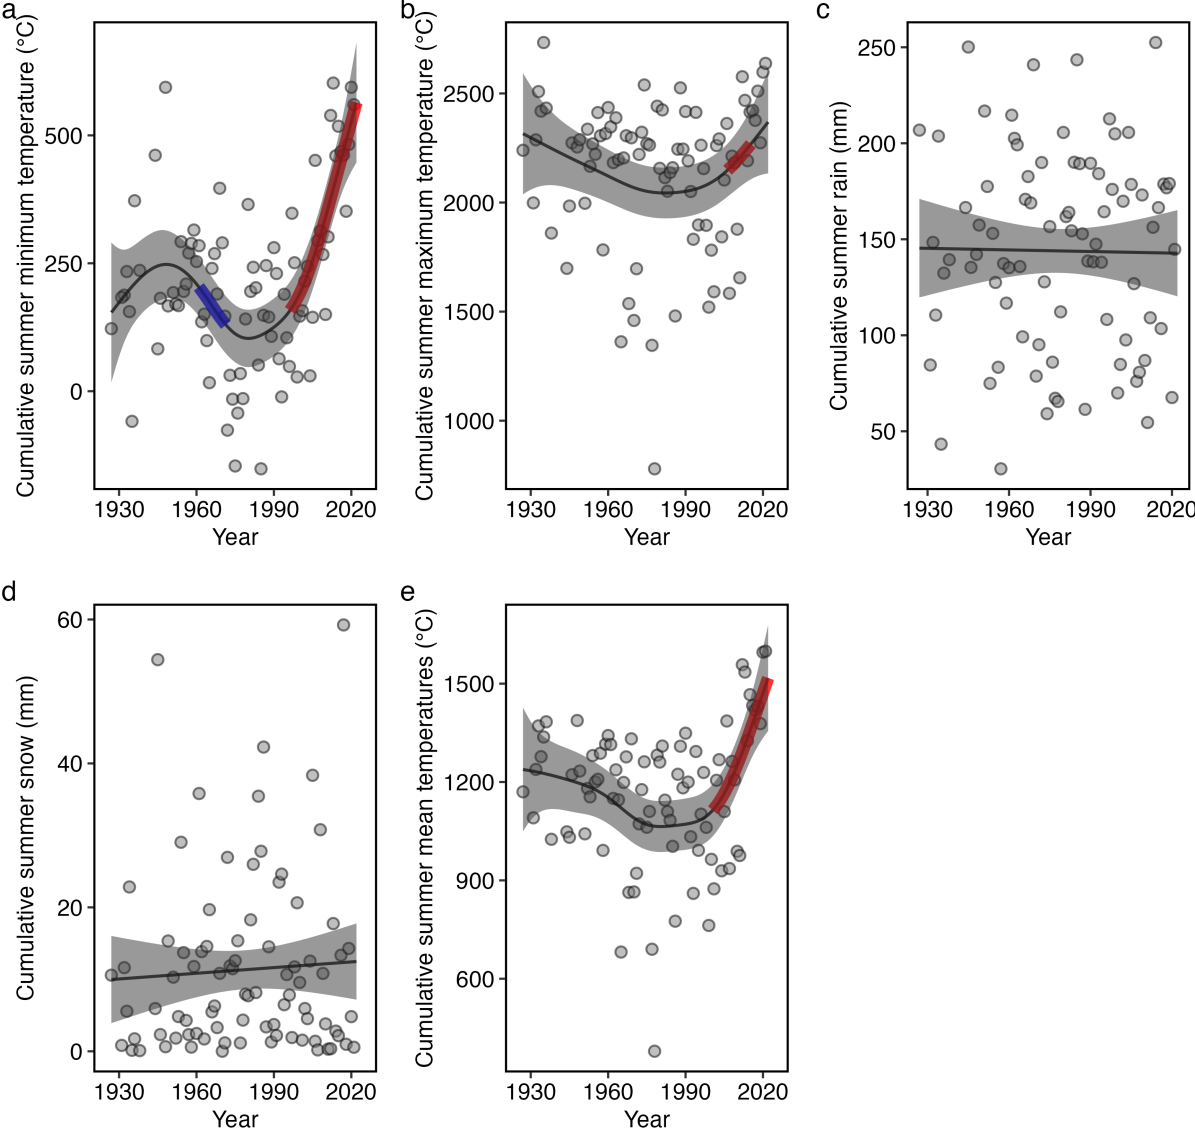 a
Cumulative summer minimum temperature (°C)
500
250
0
1930 1960 1990 2020
Year
b
Cumulative summer maximum temperature (°C)
2500
2000
1500
1000
1930 1960 1990 2020
Year
c
Cumulative summer rain (mm)
250
200
150
100
50
1930 1960 1990 2020
Year
d
Cumulative summer snow (mm)
60
40
20
0
1930 1960 1990 2020
Year
e
Cumulative summer mean temperatures (°C)
1500
1200
900
600
1930 1960 1990 2020
Year